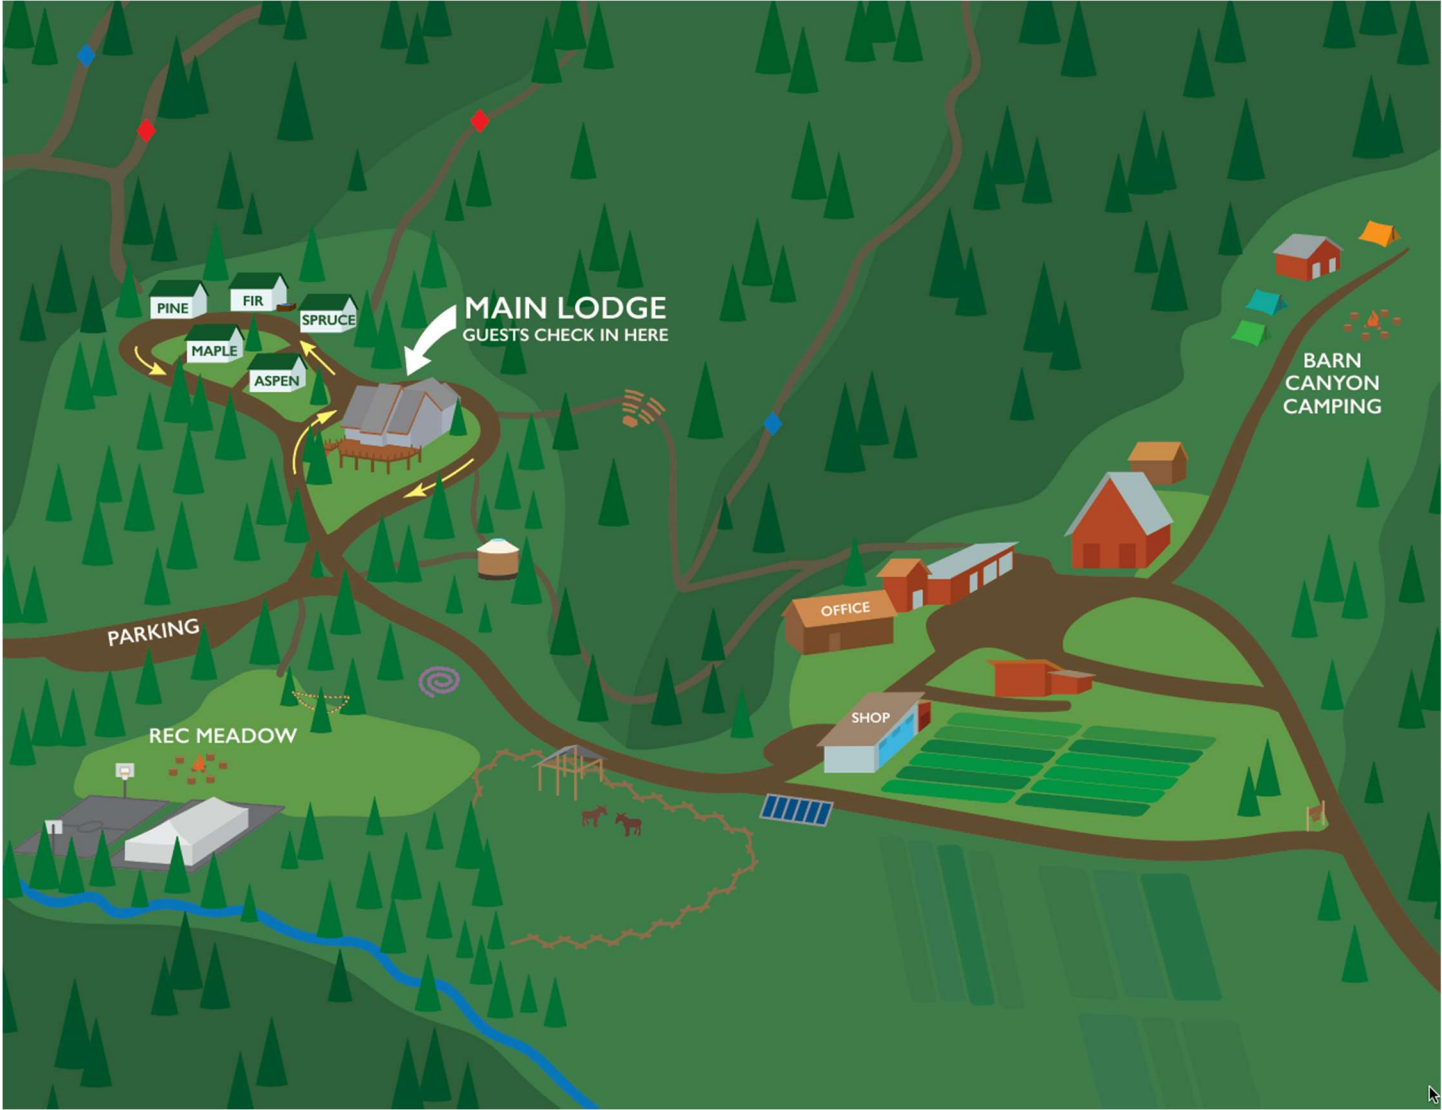 PINE
FIR
SPRUCE
MAPLE
ASPEN
MAIN LODGE
GUESTS CHECK IN HERE
BARN
CANYON
CAMPING
OFFICE
PARKING
SHOP
REC MEADOW